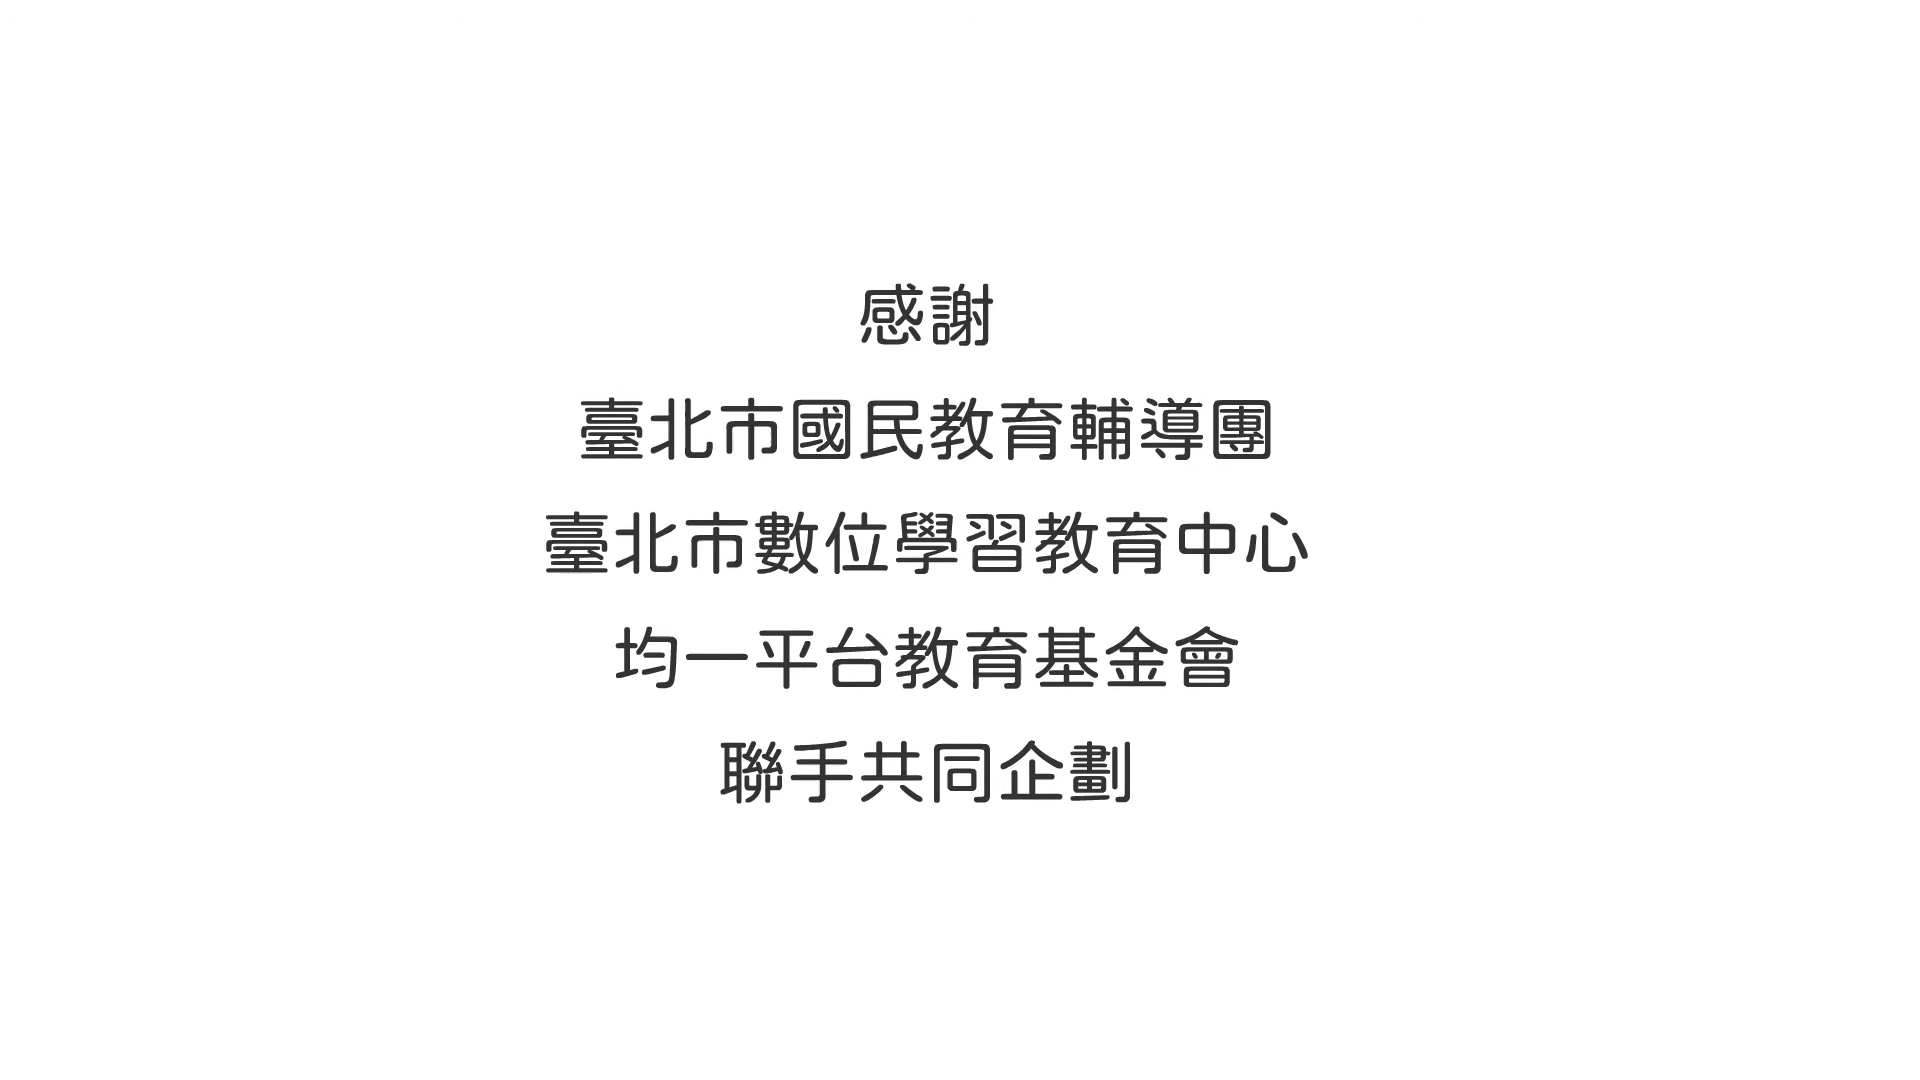 感謝
臺北市國民教育輔導團
臺北市數位學習教育中心
均一平台教育基金會
聯手共同企劃